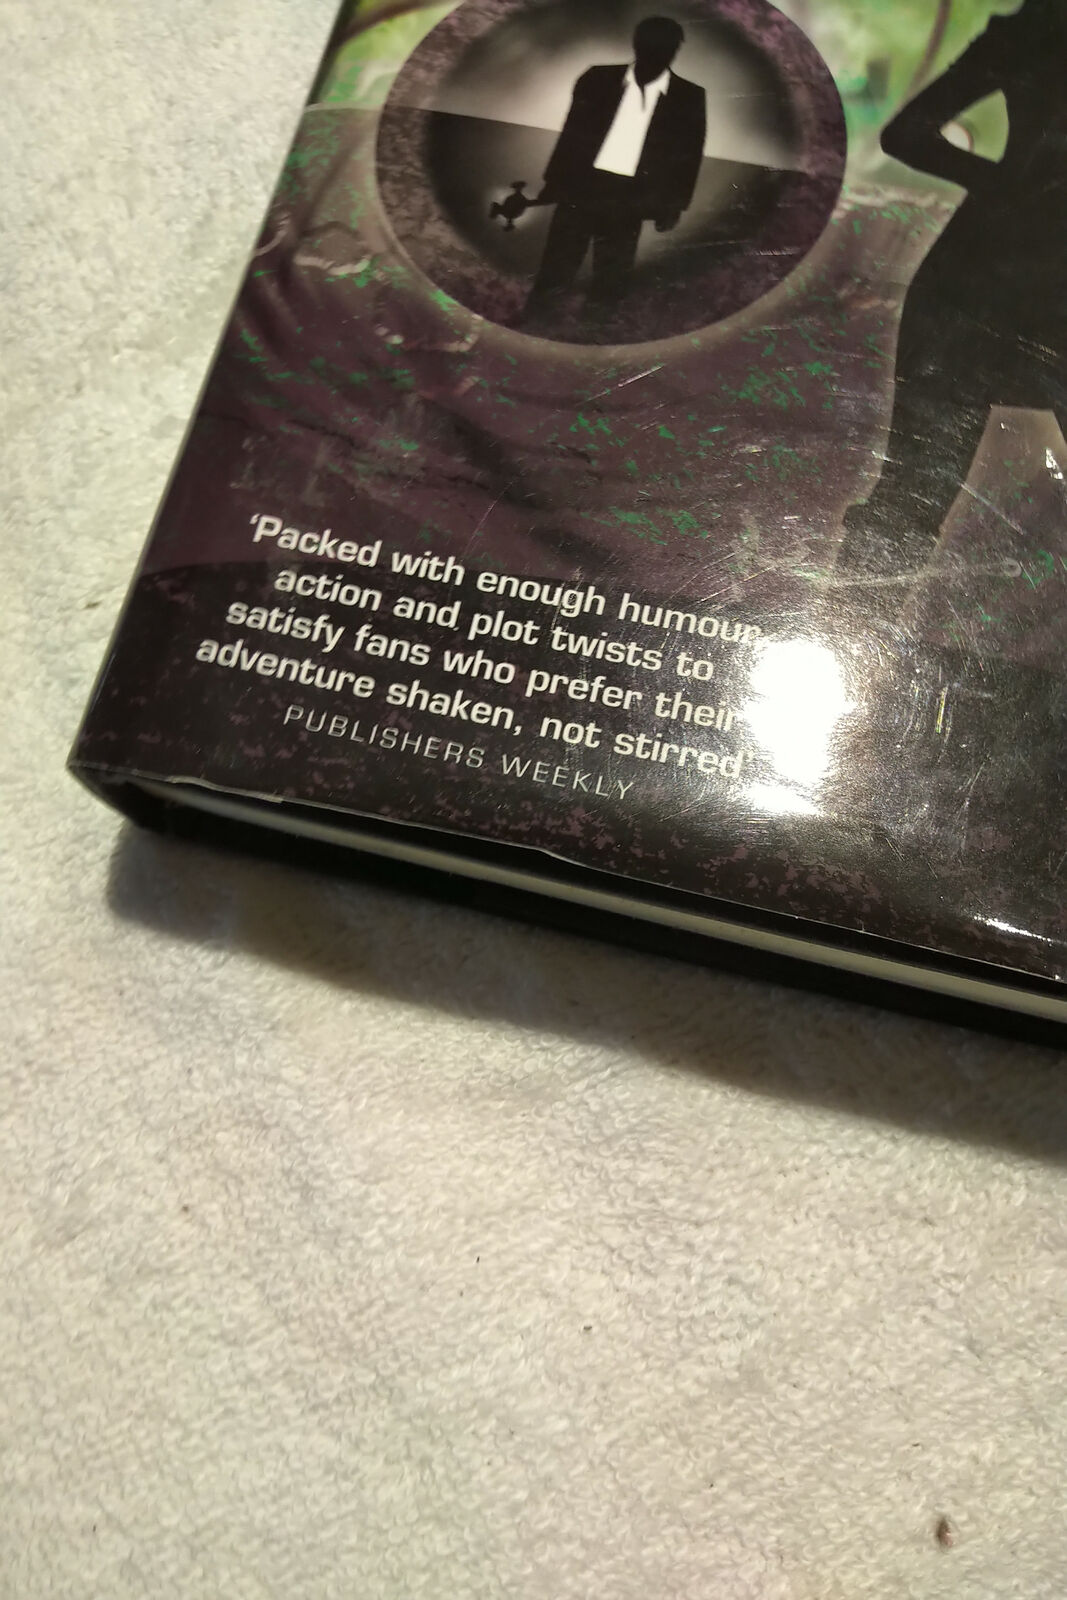 'Packed with enough humour,
action and plot twists to
satisfy fans who prefer their
adventure shaken, not stirred'
PUBLISHERS WEEKLY